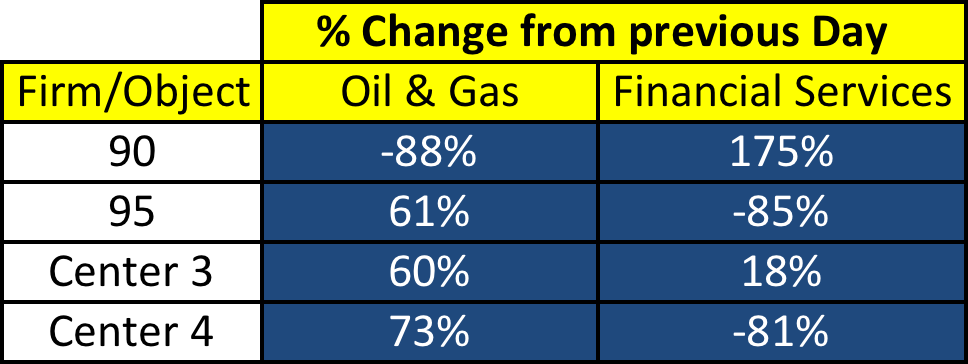 % Change from previous Day
Firm/Object Oil & Gas Financial Services
90 -88% 175%
95 61% -85%
Center 3 60% 18%
Center 4 73% -81%